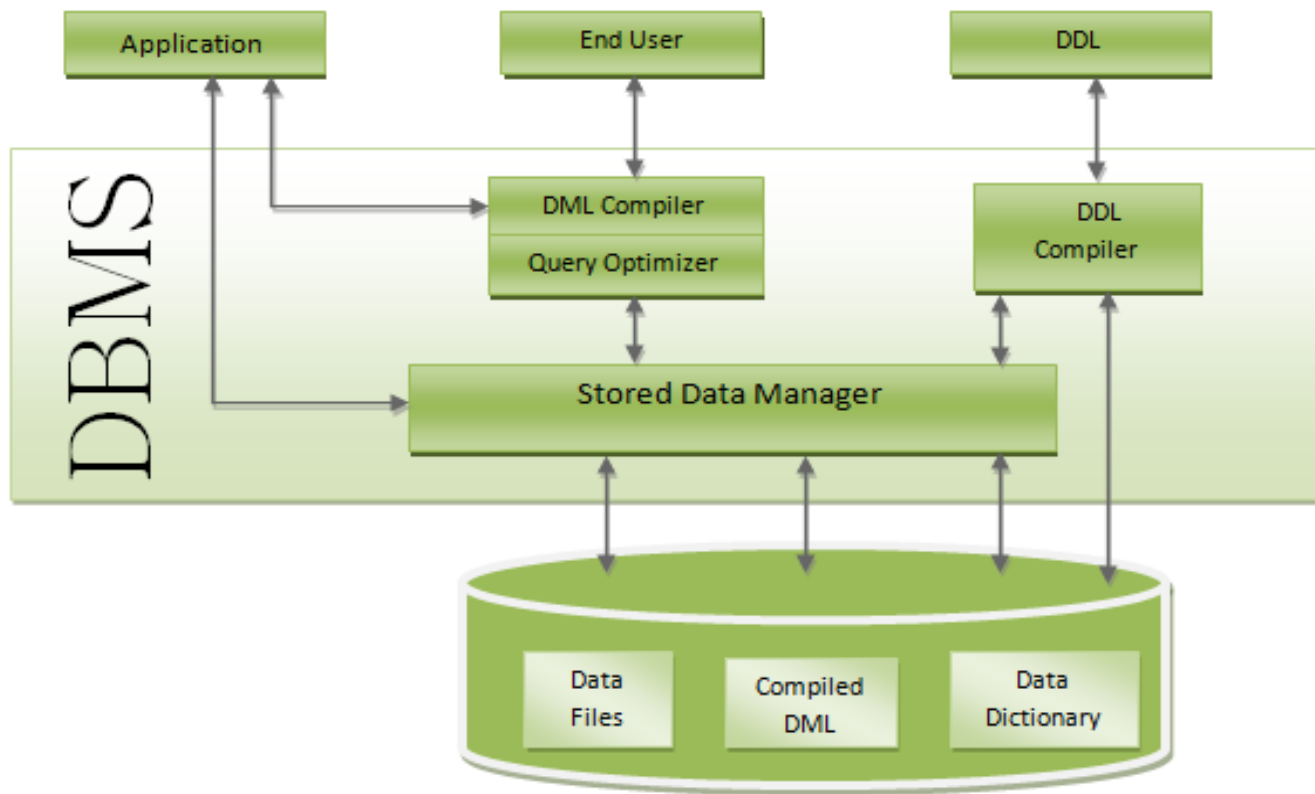 Application
End User
DDL
DBMS
DML Compiler
Query Optimizer
DDL
Compiler
Stored Data Manager
Data
Files
Compiled
DML
Data
Dictionary